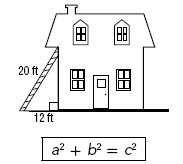 20 ft
12 ft
a² + b² = c²